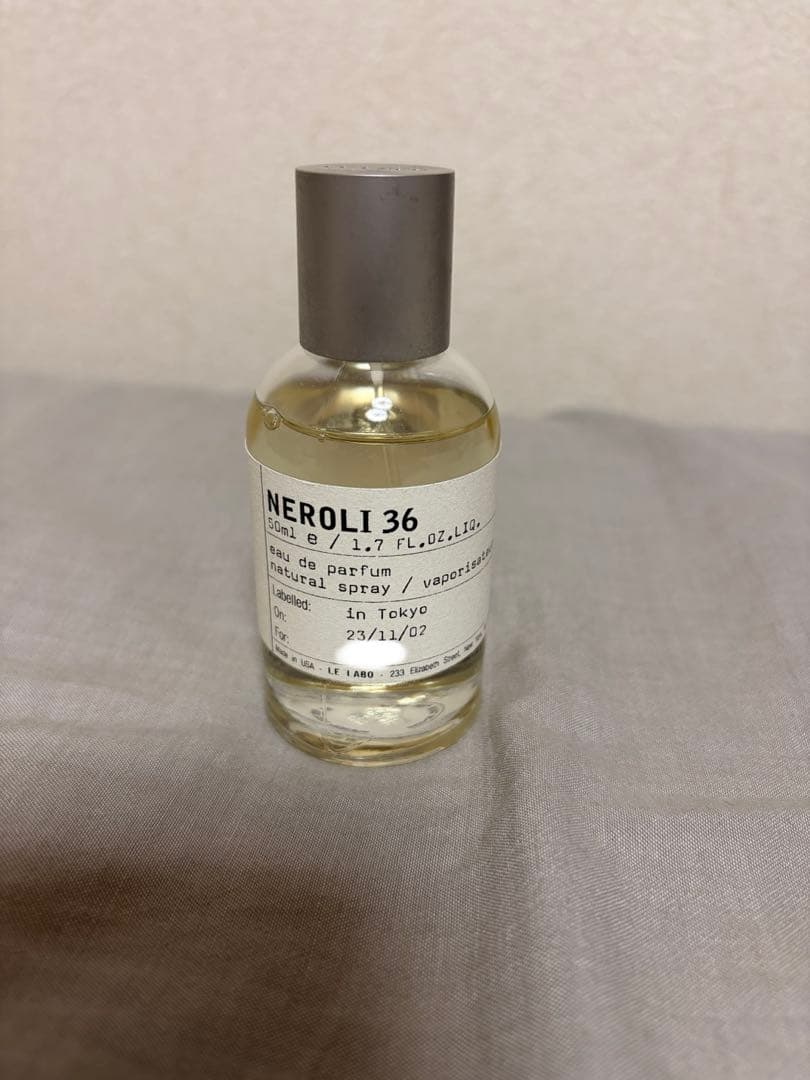 NEROLI 36
50ml e / 1.7 FL.OZ.LIQ.
eau de parfum
natural spray /
Labelled: in Tokyo
On: 23/11/02
For:
Made in USA - LE LABO - 233 Elizabeth Street, New